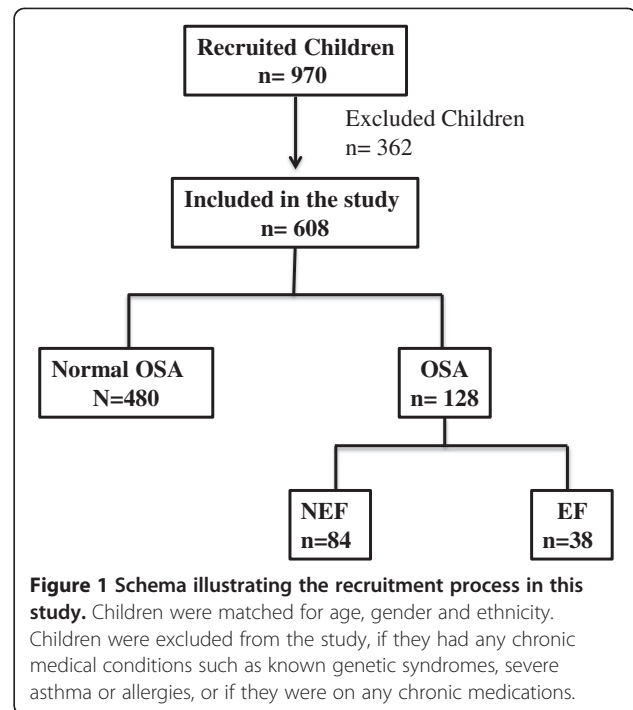 Recruited Children
n= 970
Excluded Children
n= 362
Included in the study
n= 608
Normal OSA
N=480
OSA
n= 128
NEF
n=84
EF
n=38
Figure 1 Schema illustrating the recruitment process in this
study. Children were matched for age, gender and ethnicity.
Children were excluded from the study, if they had any chronic
medical conditions such as known genetic syndromes, severe
asthma or allergies, or if they were on any chronic medications.